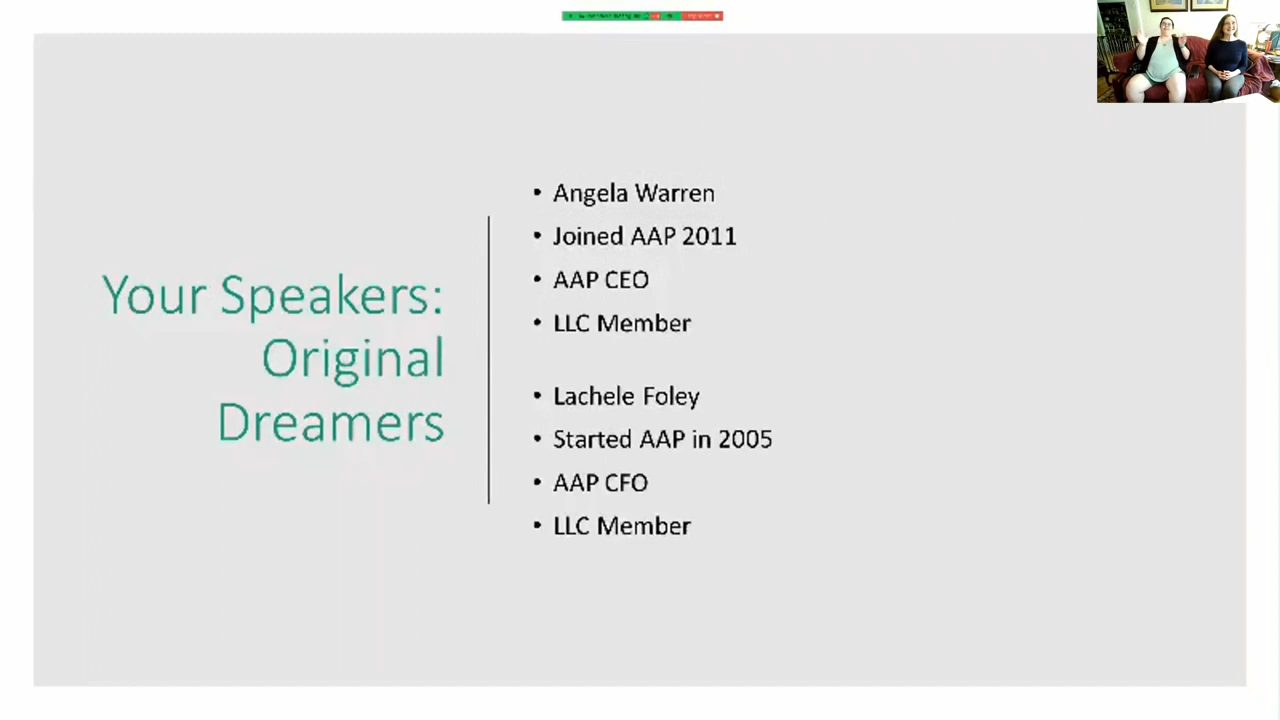 Your Speakers:
Original
Dreamers
• Angela Warren
• Joined AAP 2011
• AAP CEO
• LLC Member
• Lachele Foley
• Started AAP in 2005
• AAP CFO
• LLC Member